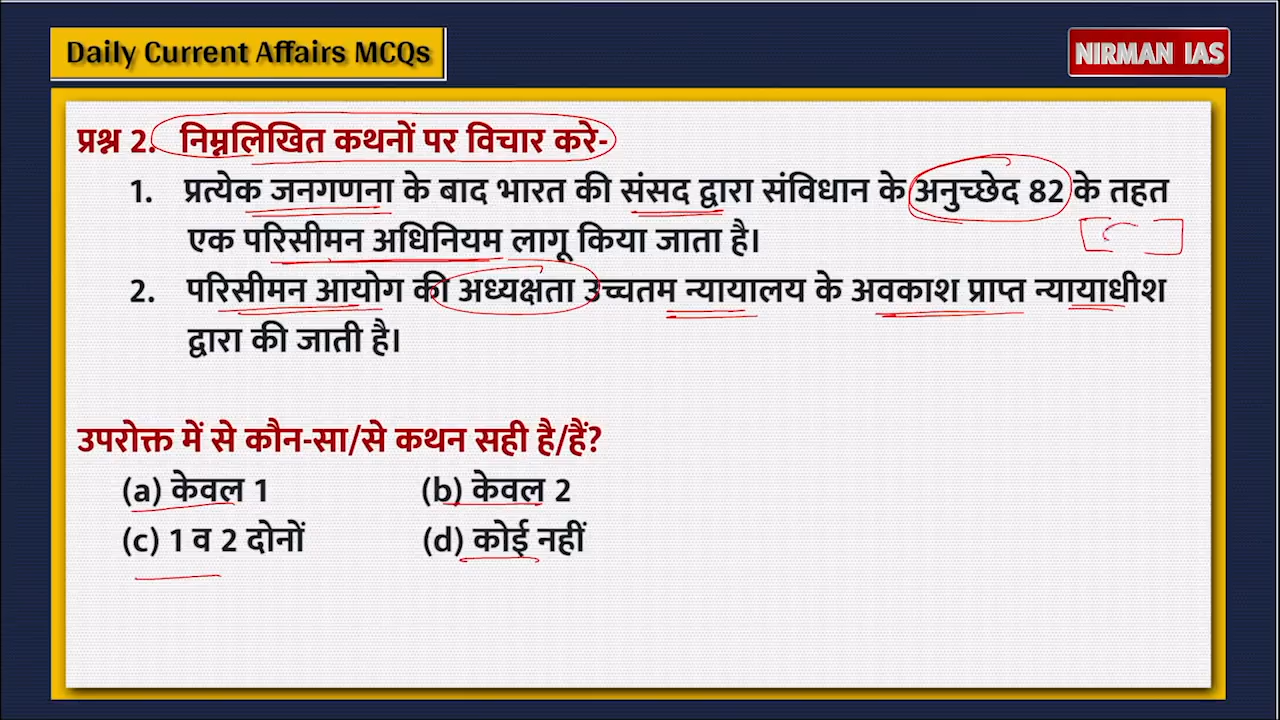 Daily Current Affairs MCQs
NIRMAN IAS
प्रश्न 2. निम्नलिखित कथनों पर विचार करे-
1. प्रत्येक जनगणना के बाद भारत की संसद द्वारा संविधान के अनुच्छेद 82 के तहत
एक परिसीमन अधिनियम लागू किया जाता है।
2. परिसीमन आयोग की अध्यक्षता उच्चतम न्यायालय के अवकाश प्राप्त न्यायाधीश
द्वारा की जाती है।
उपरोक्त में से कौन-सा/से कथन सही है/हैं?
(a) केवल 1 (b) केवल 2
(c) 1 व 2 दोनों (d) कोई नहीं